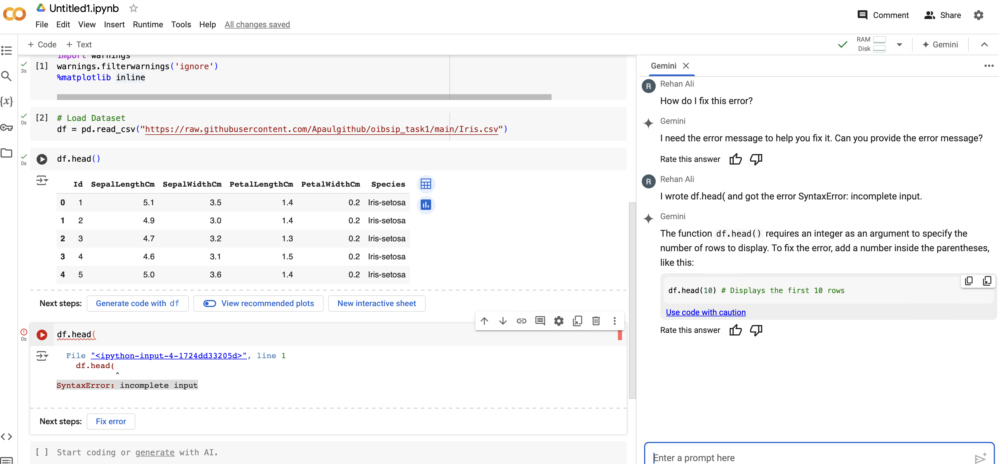 Untitled1.ipynb
File Edit View Insert Runtime Tools Help All changes saved
Comment Share
+ Code + Text
RAM
Disk
Gemini
import warnings
[1] warnings.filterwarnings('ignore')
3s
%matplotlib inline
[2] # Load Dataset
0s
df = pd.read_csv("https://raw.githubusercontent.com/Apaulgithub/oibsip_task1/main/Iris.csv")
df.head()
0s
Id SepalLengthCm SepalWidthCm PetalLengthCm PetalWidthCm Species
0 1 5.1 3.5 1.4 0.2 Iris-setosa
1 2 4.9 3.0 1.4 0.2 Iris-setosa
2 3 4.7 3.2 1.3 0.2 Iris-setosa
3 4 4.6 3.1 1.5 0.2 Iris-setosa
4 5 5.0 3.6 1.4 0.2 Iris-setosa
Next steps: Generate code with df View recommended plots New interactive sheet
df.head(
0s
File "<ipython-input-4-1724dd33205d>", line 1
df.head(
^
SyntaxError: incomplete input
Next steps: Fix error
[ ] Start coding or generate with AI.
{x}
Gemini
R Rehan Ali
How do I fix this error?
Gemini
I need the error message to help you fix it. Can you provide the error message?
Rate this answer
R Rehan Ali
I wrote df.head( and got the error SyntaxError: incomplete input.
Gemini
The function df.head() requires an integer as an argument to specify the
number of rows to display. To fix the error, add a number inside the parentheses,
like this:
df.head(10) # Displays the first 10 rows
Use code with caution
Rate this answer
Enter a prompt here